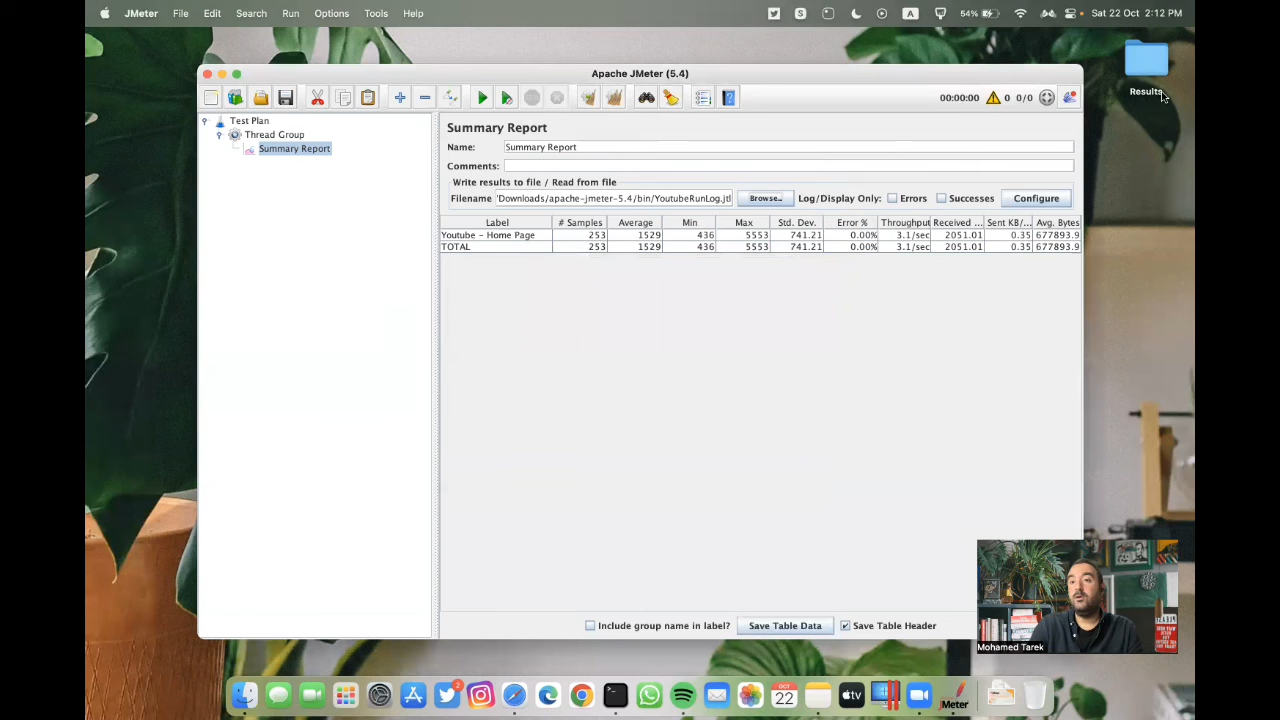 JMeter File Edit Search Run Options Tools Help A 54% Sat 22 Oct 2:12 PM
Apache JMeter (5.4)
Results
00:00:00 0 0/0
Test Plan
Thread Group
Summary Report
Summary Report
Name: Summary Report
Comments:
Write results to file / Read from file
Filename 'Downloads/apache-jmeter-5.4/bin/YoutubeRunLog.jtl Browse... Log/Display Only: Errors Successes Configure
Label # Samples Average Min Max Std. Dev. Error % Throughput Received ... Sent KB/... Avg. Bytes
Youtube - Home Page 253 1529 436 5553 741.21 0.00% 3.1/sec 2051.01 0.35 677893.9
TOTAL 253 1529 436 5553 741.21 0.00% 3.1/sec 2051.01 0.35 677893.9
Include group name in label? Save Table Data Save Table Header
Mohamed Tarek
2
OCT
22
tv
JMeter